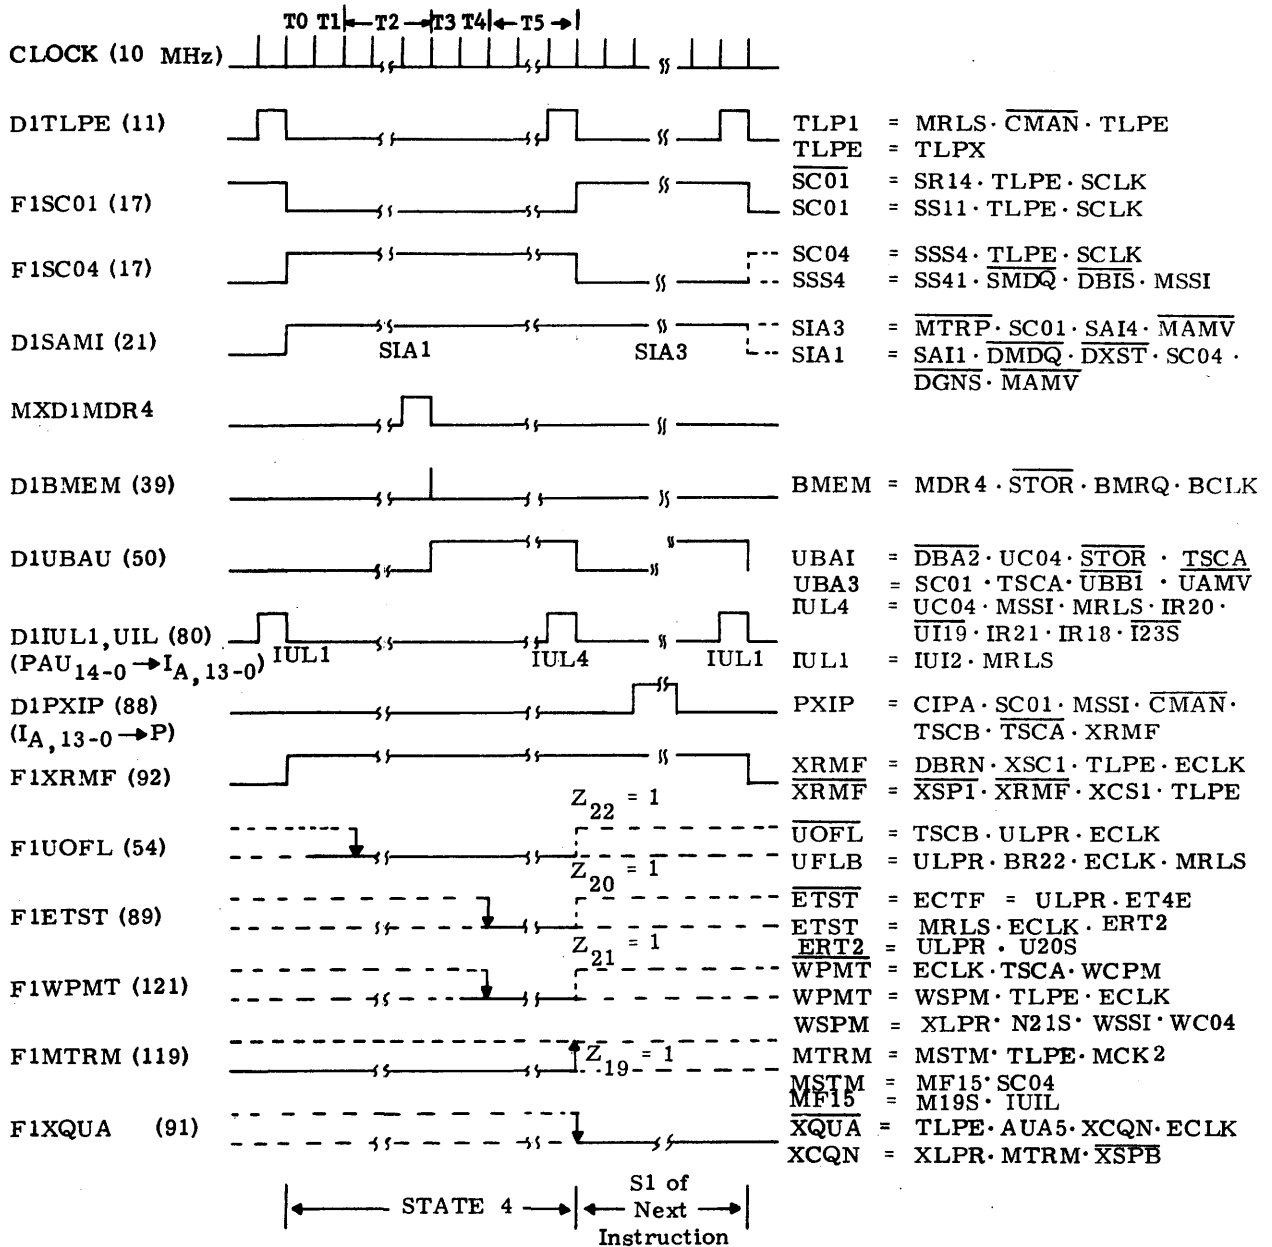 T0 T1 T2 T3 T4 T5
CLOCK (10 MHz)
D1TLPE (11)
TLP1 = MRLS · CMAN · TLPE
TLPE = TLPX
F1SC01 (17)
SC01 = SR14 · TLPE · SCLK
SC01 = SS11 · TLPE · SCLK
F1SC04 (17)
SC04 = SSS4 · TLPE · SCLK
SSS4 = SS41 · SMDQ · DBIS · MSSI
D1SAMI (21)
SIA1 SIA3
SIA3 = MTRP · SC01 · SAI4 · MAMV
SIA1 = SAI1 · DMDQ · DXST · SC04 ·
DGNS · MAMV
MXD1MDR4
D1BMEM (39)
BMEM = MDR4 · STOR · BMRQ · BCLK
D1UBAU (50)
UBAI = DBA2 · UC04 · STOR · TSCA
UBA3 = SC01 · TSCA · UBB1 · UAMV
D1IUL1, UIL (80)
(PAU14-0 → IA, 13-0)
IUL1 IUL4 IUL1
IUL4 = UC04 · MSSI · MRLS · IR20 ·
UI19 · IR21 · IR18 · I23S
IUL1 = IUI2 · MRLS
D1PXIP (88)
(IA, 13-0 → P)
PXIP = CIPA · SC01 · MSSI · CMAN ·
TSCB · TSCA · XRMF
F1XRMF (92)
XRMF = DBRN · XSC1 · TLPE · ECLK
XRMF = XSP1 · XRMF · XCS1 · TLPE
Z22 = 1
F1UOFL (54)
UOFL = TSCB · ULPR · ECLK
UFLB = ULPR · BR22 · ECLK · MRLS
Z20 = 1
F1ETST (89)
ETST = ECTF = ULPR · ET4E
ETST = MRLS · ECLK · ERT2
ERT2 = ULPR · U20S
Z21 = 1
F1WPMT (121)
WPMT = ECLK · TSCA · WCPM
WPMT = WSPM · TLPE · ECLK
WSPM = XLPR · N21S · WSSI · WC04
F1MTRM (119)
Z19 = 1
MTRM = MSTM · TLPE · MCK2
MSTM = MF15 · SC04
MF15 = M19S · IUIL
F1XQUA (91)
XQUA = TLPE · AUA5 · XCQN · ECLK
XCQN = XLPR · MTRM · XSPB
STATE 4
S1 of
Next
Instruction